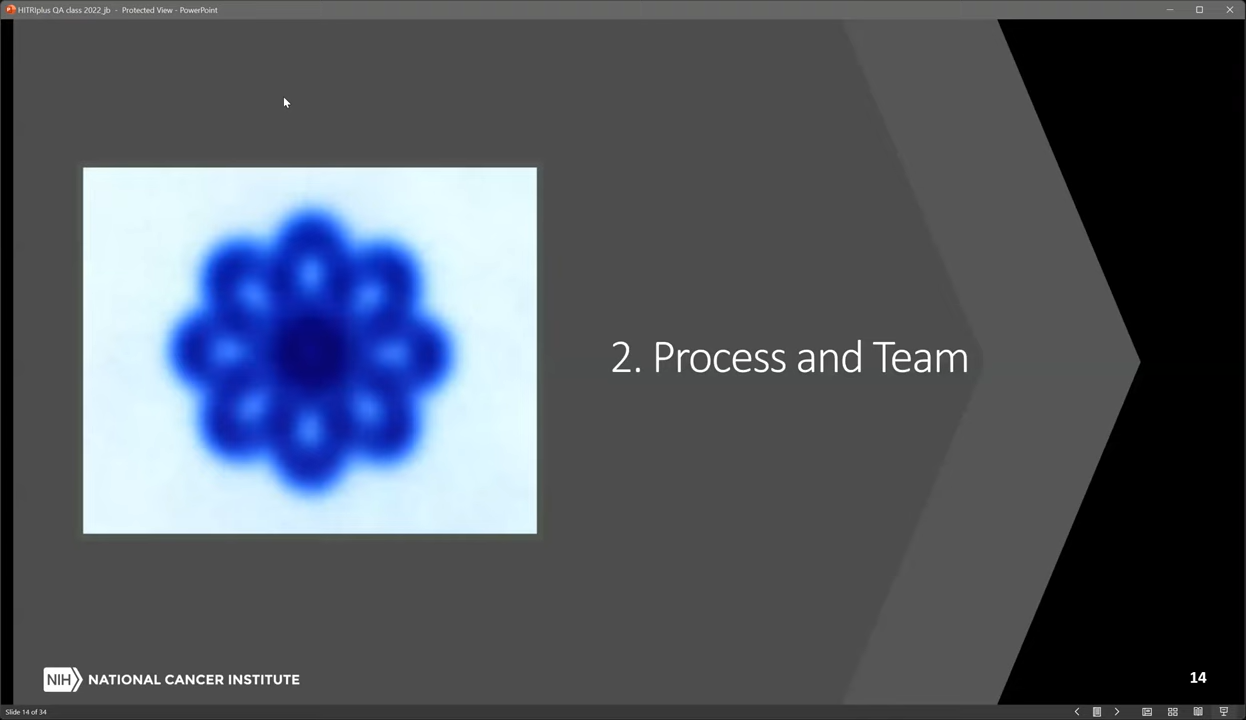 HITRIplus QA class 2022_jb - Protected View - PowerPoint
2. Process and Team
NIH NATIONAL CANCER INSTITUTE
14
Slide 14 of 34